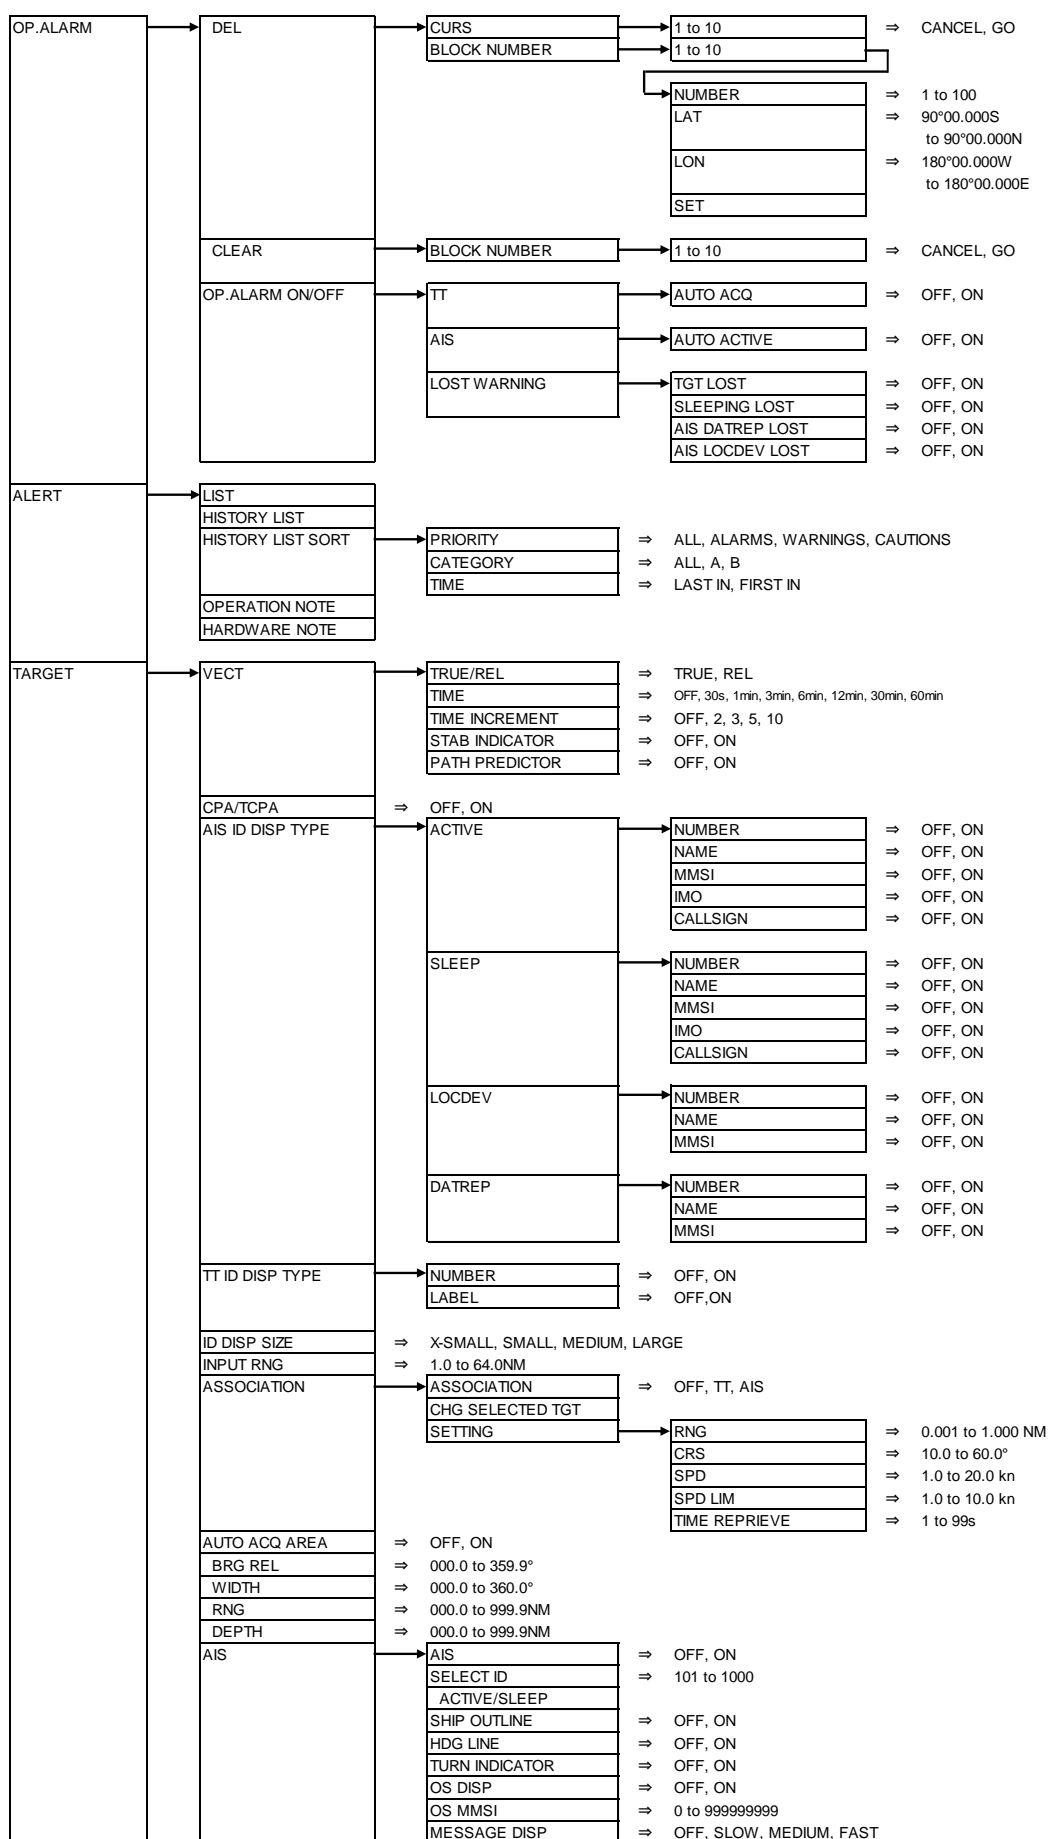 OP.ALARM DEL CURS 1 to 10 ⇒ CANCEL, GO
BLOCK NUMBER 1 to 10
NUMBER ⇒ 1 to 100
LAT ⇒ 90°00.000S
to 90°00.000N
LON ⇒ 180°00.000W
to 180°00.000E
SET
CLEAR BLOCK NUMBER 1 to 10 ⇒ CANCEL, GO
OP.ALARM ON/OFF TT AUTO ACQ ⇒ OFF, ON
AIS AUTO ACTIVE ⇒ OFF, ON
LOST WARNING TGT LOST ⇒ OFF, ON
SLEEPING LOST ⇒ OFF, ON
AIS DATREP LOST ⇒ OFF, ON
AIS LOCDEV LOST ⇒ OFF, ON
ALERT LIST
HISTORY LIST
HISTORY LIST SORT PRIORITY ⇒ ALL, ALARMS, WARNINGS, CAUTIONS
CATEGORY ⇒ ALL, A, B
TIME ⇒ LAST IN, FIRST IN
OPERATION NOTE
HARDWARE NOTE
TARGET VECT TRUE/REL ⇒ TRUE, REL
TIME ⇒ OFF, 30s, 1min, 3min, 6min, 12min, 30min, 60min
TIME INCREMENT ⇒ OFF, 2, 3, 5, 10
STAB INDICATOR ⇒ OFF, ON
PATH PREDICTOR ⇒ OFF, ON
CPA/TCPA ⇒ OFF, ON
AIS ID DISP TYPE ACTIVE NUMBER ⇒ OFF, ON
NAME ⇒ OFF, ON
MMSI ⇒ OFF, ON
IMO ⇒ OFF, ON
CALLSIGN ⇒ OFF, ON
SLEEP NUMBER ⇒ OFF, ON
NAME ⇒ OFF, ON
MMSI ⇒ OFF, ON
IMO ⇒ OFF, ON
CALLSIGN ⇒ OFF, ON
LOCDEV NUMBER ⇒ OFF, ON
NAME ⇒ OFF, ON
MMSI ⇒ OFF, ON
DATREP NUMBER ⇒ OFF, ON
NAME ⇒ OFF, ON
MMSI ⇒ OFF, ON
TT ID DISP TYPE NUMBER ⇒ OFF, ON
LABEL ⇒ OFF,ON
ID DISP SIZE ⇒ X-SMALL, SMALL, MEDIUM, LARGE
INPUT RNG ⇒ 1.0 to 64.0NM
ASSOCIATION ASSOCIATION ⇒ OFF, TT, AIS
CHG SELECTED TGT
SETTING RNG ⇒ 0.001 to 1.000 NM
CRS ⇒ 10.0 to 60.0°
SPD ⇒ 1.0 to 20.0 kn
SPD LIM ⇒ 1.0 to 10.0 kn
TIME REPRIEVE ⇒ 1 to 99s
AUTO ACQ AREA ⇒ OFF, ON
BRG REL ⇒ 000.0 to 359.9°
WIDTH ⇒ 000.0 to 360.0°
RNG ⇒ 000.0 to 999.9NM
DEPTH ⇒ 000.0 to 999.9NM
AIS AIS ⇒ OFF, ON
SELECT ID ⇒ 101 to 1000
ACTIVE/SLEEP
SHIP OUTLINE ⇒ OFF, ON
HDG LINE ⇒ OFF, ON
TURN INDICATOR ⇒ OFF, ON
OS DISP ⇒ OFF, ON
OS MMSI ⇒ 0 to 999999999
MESSAGE DISP ⇒ OFF, SLOW, MEDIUM, FAST